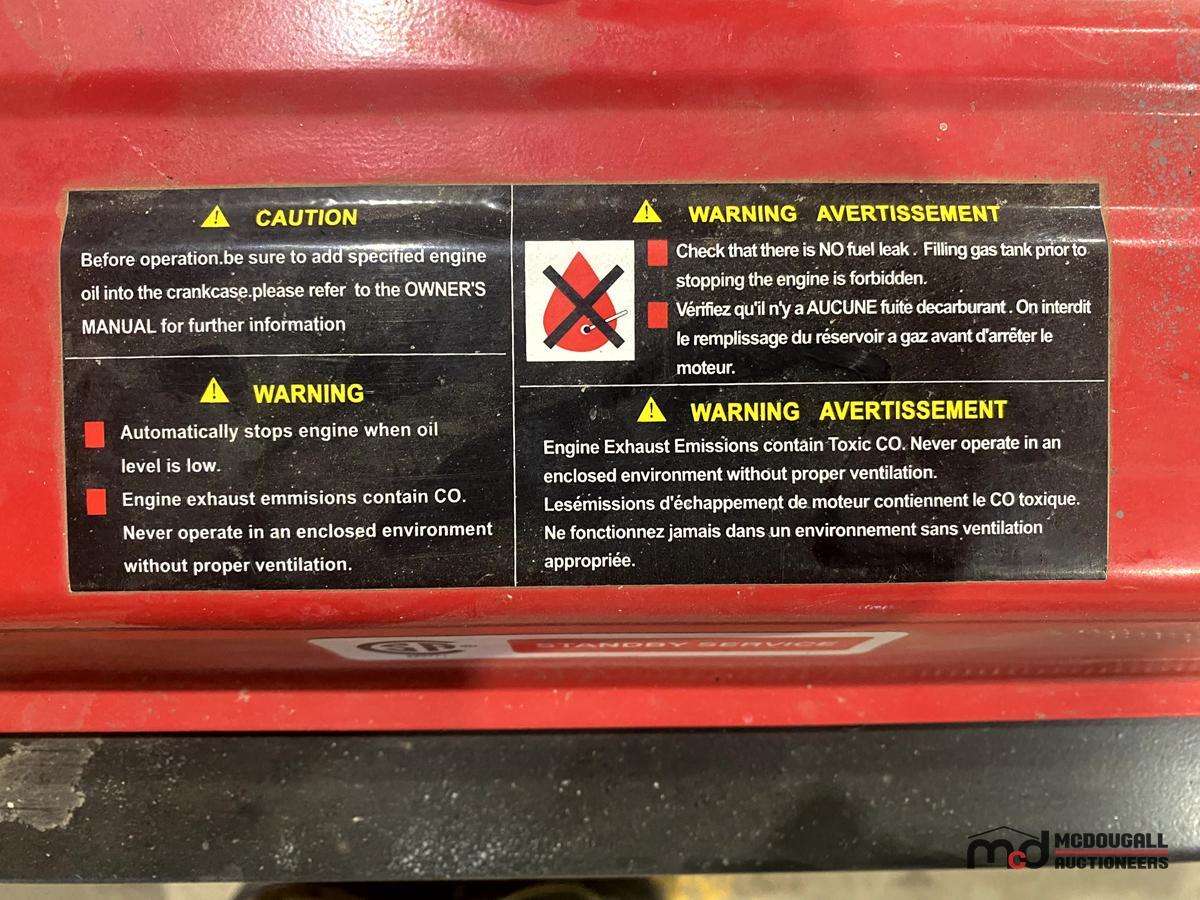 CAUTION
Before operation.be sure to add specified engine
oil into the crankcase.please refer to the OWNER'S
MANUAL for further information
WARNING
Automatically stops engine when oil
level is low.
Engine exhaust emmisions contain CO.
Never operate in an enclosed environment
without proper ventilation.
WARNING AVERTISSEMENT
Check that there is NO fuel leak . Filling gas tank prior to
stopping the engine is forbidden.
Vérifiez qu'il n'y a AUCUNE fuite decarburant . On interdit
le remplissage du réservoir a gaz avant d'arrêter le
moteur.
WARNING AVERTISSEMENT
Engine Exhaust Emissions contain Toxic CO. Never operate in an
enclosed environment without proper ventilation.
Lesémissions d'échappement de moteur contiennent le CO toxique.
Ne fonctionnez jamais dans un environnement sans ventilation
appropriée.
STANDBY SERVICE
mcd MCDOUGALL
AUCTIONEERS